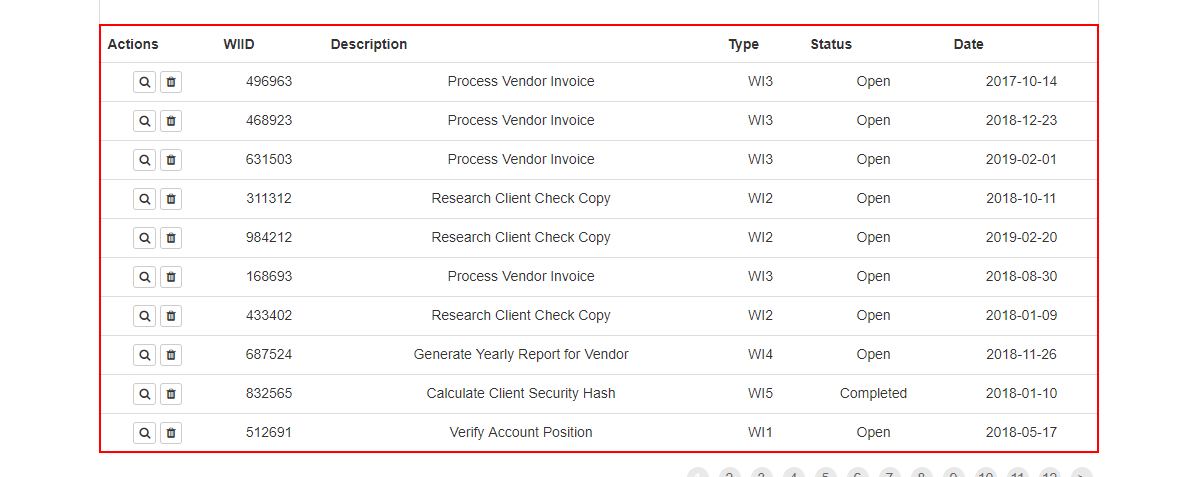 Actions WIID Description Type Status Date
496963 Process Vendor Invoice WI3 Open 2017-10-14
468923 Process Vendor Invoice WI3 Open 2018-12-23
631503 Process Vendor Invoice WI3 Open 2019-02-01
311312 Research Client Check Copy WI2 Open 2018-10-11
984212 Research Client Check Copy WI2 Open 2019-02-20
168693 Process Vendor Invoice WI3 Open 2018-08-30
433402 Research Client Check Copy WI2 Open 2018-01-09
687524 Generate Yearly Report for Vendor WI4 Open 2018-11-26
832565 Calculate Client Security Hash WI5 Completed 2018-01-10
512691 Verify Account Position WI1 Open 2018-05-17
1 2 3 4 5 6 7 8 9 10 11 12 >